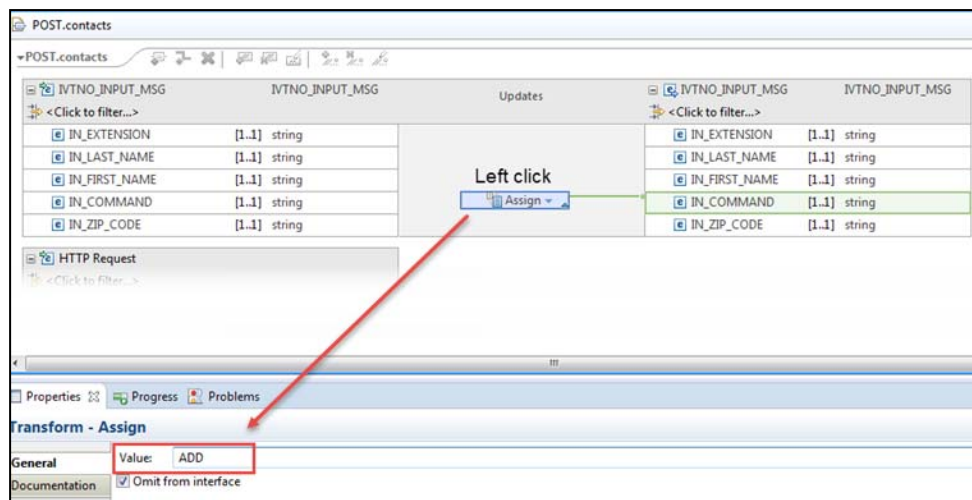 POST.contacts
POST.contacts
IVTNO_INPUT_MSG IVTNO_INPUT_MSG Updates IVTNO_INPUT_MSG IVTNO_INPUT_MSG
<Click to filter...> <Click to filter...>
IN_EXTENSION [1..1] string IN_EXTENSION [1..1] string
IN_LAST_NAME [1..1] string IN_LAST_NAME [1..1] string
IN_FIRST_NAME [1..1] string Left click IN_FIRST_NAME [1..1] string
IN_COMMAND [1..1] string Assign IN_COMMAND [1..1] string
IN_ZIP_CODE [1..1] string IN_ZIP_CODE [1..1] string
HTTP Request
<Click to filter...>
Properties Progress Problems
Transform - Assign
General Value: ADD
Documentation Omit from interface